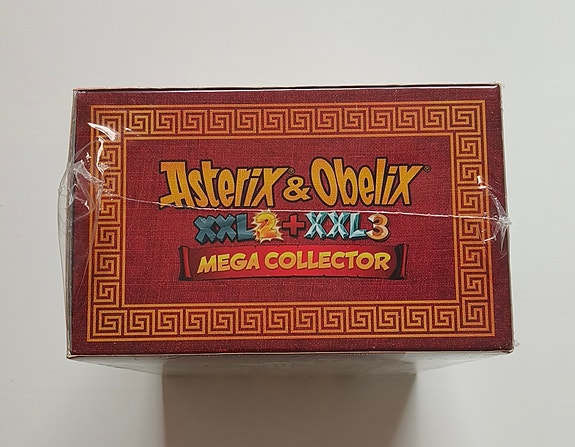 Asterix & Obelix
XXL2+XXL3
MEGA COLLECTOR